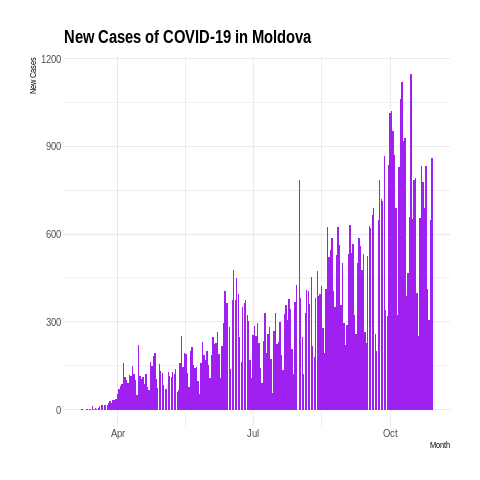 New Cases of COVID-19 in Moldova
New Cases
1200
900
600
300
0
Apr
Jul
Oct
Month